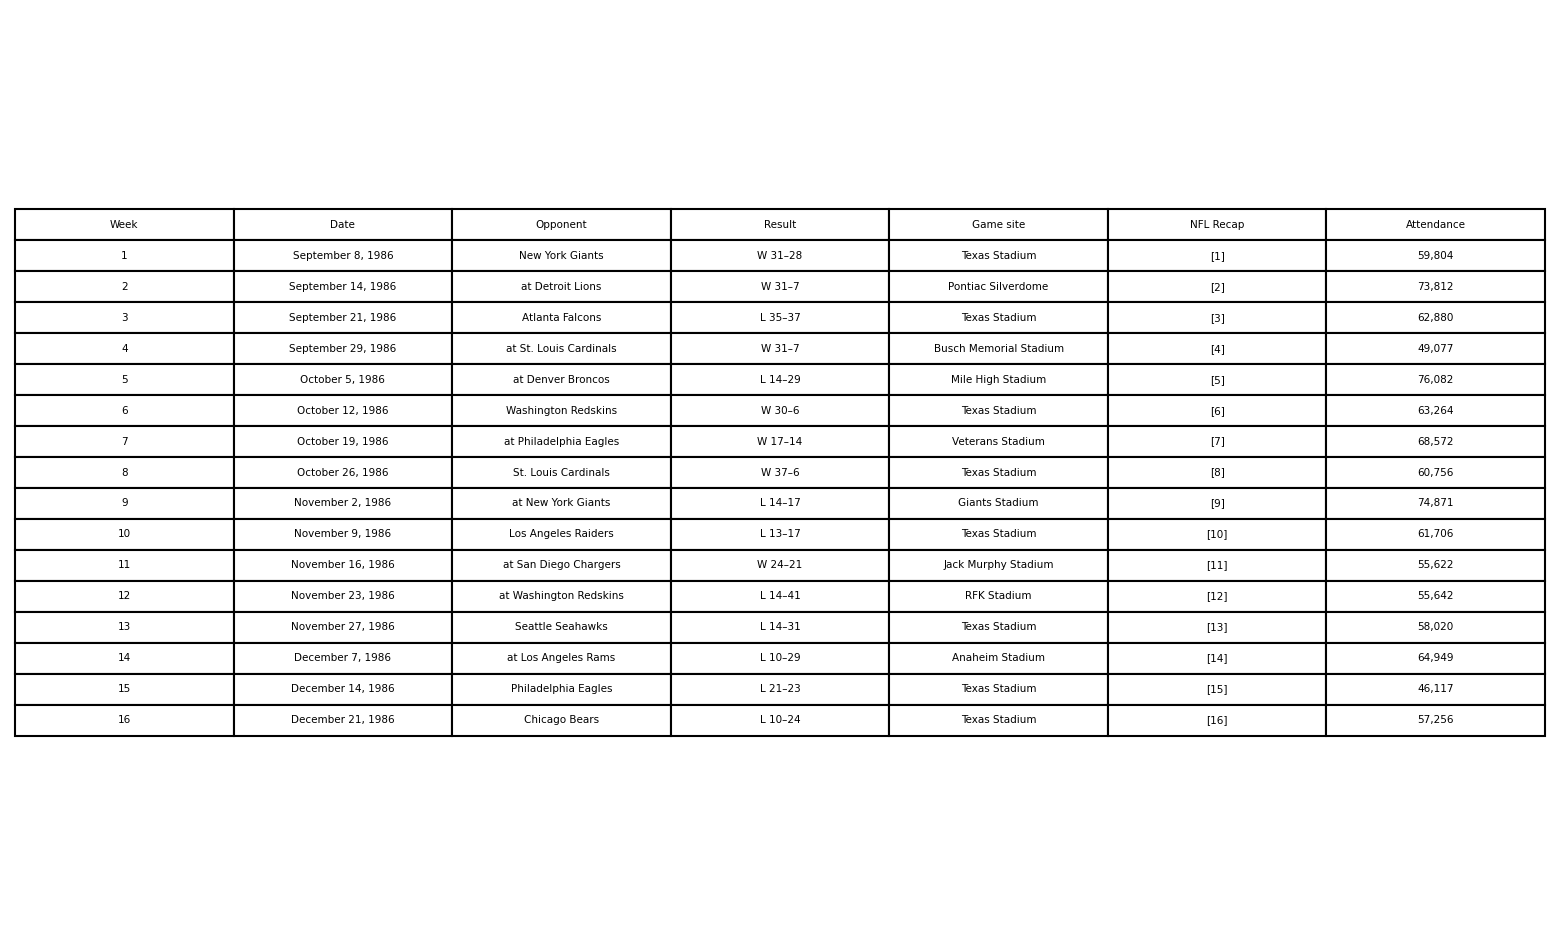 Week Date Opponent Result Game site NFL Recap Attendance
1 September 8, 1986 New York Giants W 31–28 Texas Stadium [1] 59,804
2 September 14, 1986 at Detroit Lions W 31–7 Pontiac Silverdome [2] 73,812
3 September 21, 1986 Atlanta Falcons L 35–37 Texas Stadium [3] 62,880
4 September 29, 1986 at St. Louis Cardinals W 31–7 Busch Memorial Stadium [4] 49,077
5 October 5, 1986 at Denver Broncos L 14–29 Mile High Stadium [5] 76,082
6 October 12, 1986 Washington Redskins W 30–6 Texas Stadium [6] 63,264
7 October 19, 1986 at Philadelphia Eagles W 17–14 Veterans Stadium [7] 68,572
8 October 26, 1986 St. Louis Cardinals W 37–6 Texas Stadium [8] 60,756
9 November 2, 1986 at New York Giants L 14–17 Giants Stadium [9] 74,871
10 November 9, 1986 Los Angeles Raiders L 13–17 Texas Stadium [10] 61,706
11 November 16, 1986 at San Diego Chargers W 24–21 Jack Murphy Stadium [11] 55,622
12 November 23, 1986 at Washington Redskins L 14–41 RFK Stadium [12] 55,642
13 November 27, 1986 Seattle Seahawks L 14–31 Texas Stadium [13] 58,020
14 December 7, 1986 at Los Angeles Rams L 10–29 Anaheim Stadium [14] 64,949
15 December 14, 1986 Philadelphia Eagles L 21–23 Texas Stadium [15] 46,117
16 December 21, 1986 Chicago Bears L 10–24 Texas Stadium [16] 57,256